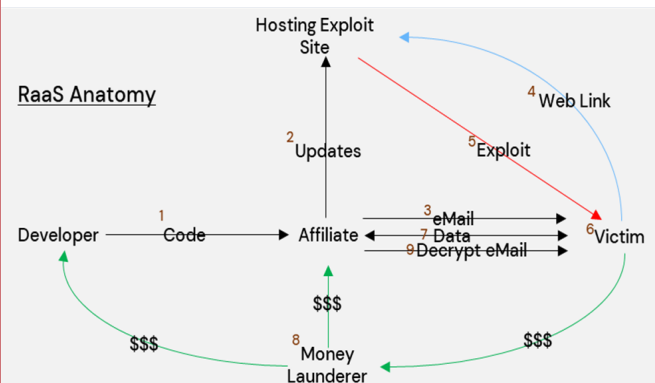 Hosting Exploit
Site
RaaS Anatomy
4 Web Link
2 Updates
5 Exploit
1
Code
3 eMail
Developer
Affiliate
7 Data
6 Victim
9 Decrypt eMail
$$$
$$$
$$$
8 Money
Launderer